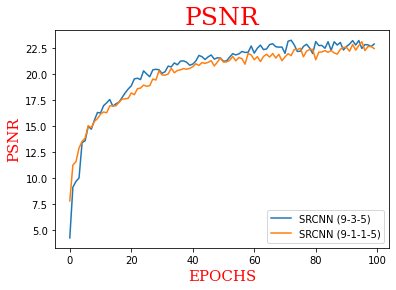 PSNR
PSNR
22.5
20.0
17.5
15.0
12.5
10.0
7.5
5.0
SRCNN (9-3-5)
SRCNN (9-1-1-5)
0 20 40 60 80 100
EPOCHS